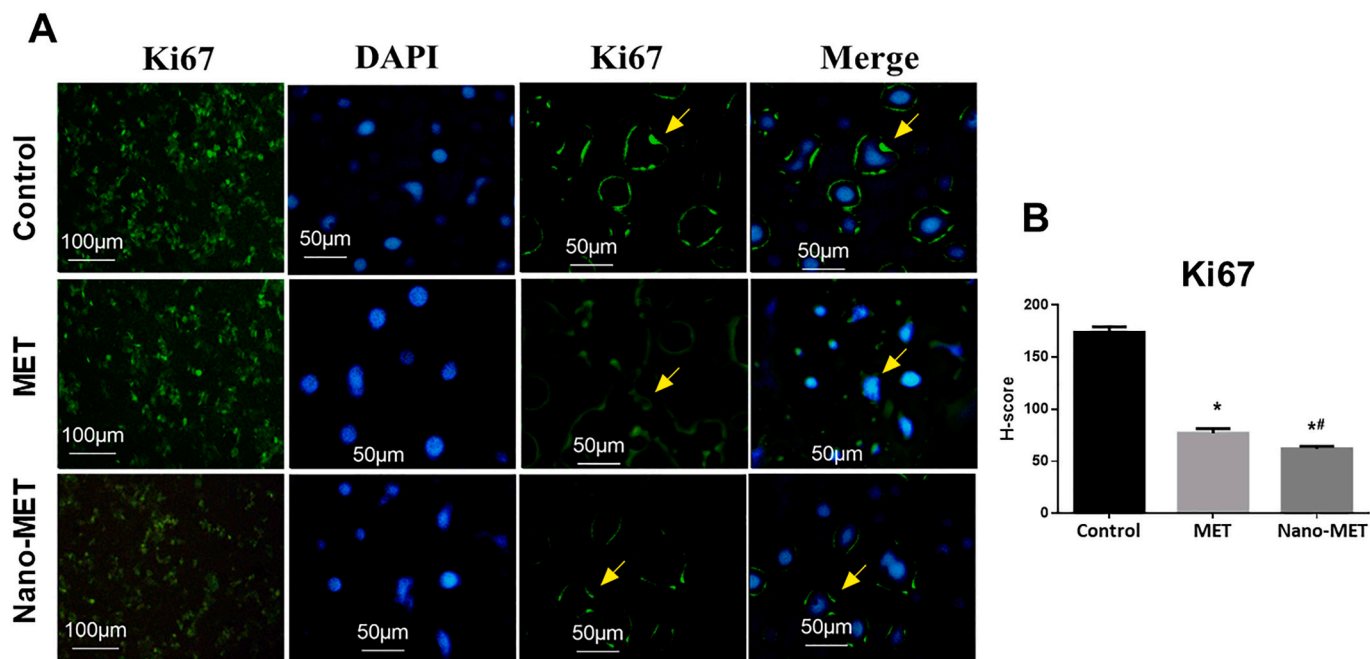 A
Ki67 DAPI Ki67 Merge
Control
100µm 50µm 50µm 50µm
MET
100µm 50µm 50µm 50µm
Nano-MET
100µm 50µm 50µm 50µm
B
Ki67
H-score
200
150
100
50
0
*
*#
Control MET Nano-MET